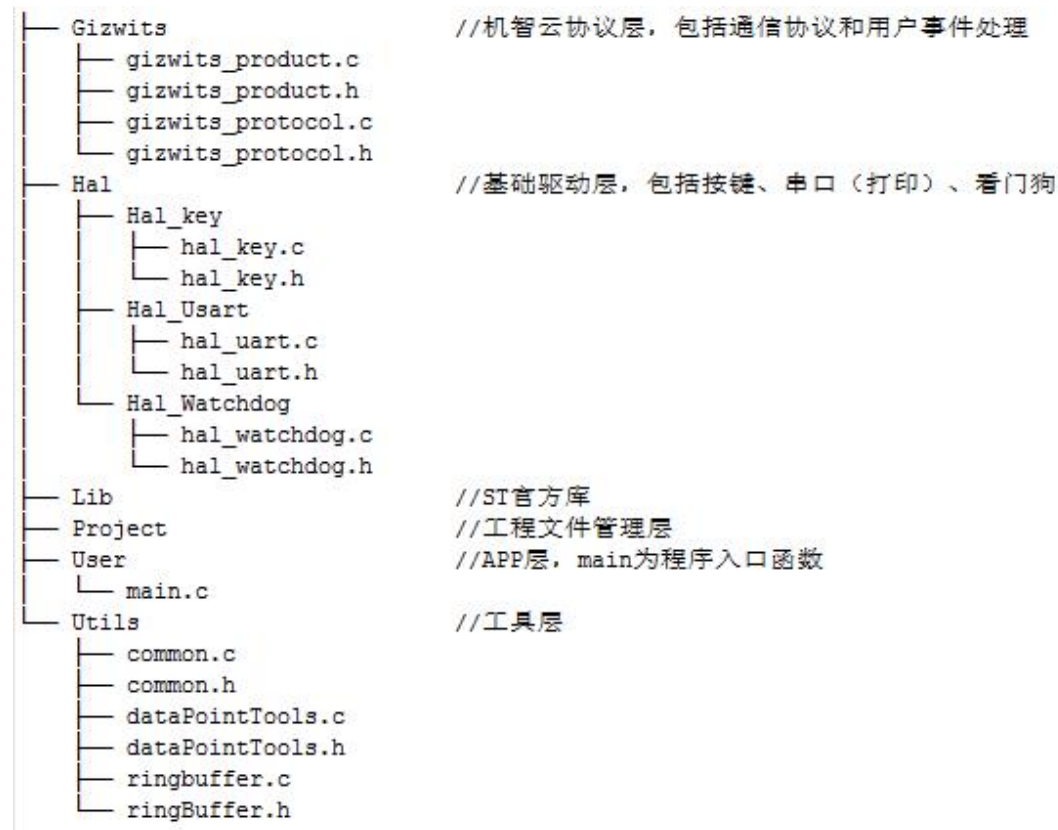 ├── Gizwits //机智云协议层，包括通信协议和用户事件处理
│   ├── gizwits_product.c
│   ├── gizwits_product.h
│   ├── gizwits_protocol.c
│   └── gizwits_protocol.h
├── Hal //基础驱动层，包括按键、串口（打印）、看门狗
│   ├── Hal_key
│   │   ├── hal_key.c
│   │   └── hal_key.h
│   ├── Hal_Usart
│   │   ├── hal_uart.c
│   │   └── hal_uart.h
│   └── Hal_Watchdog
│       ├── hal_watchdog.c
│       └── hal_watchdog.h
├── Lib //ST官方库
├── Project //工程文件管理层
├── User //APP层，main为程序入口函数
│   └── main.c
└── Utils //工具层
    ├── common.c
    ├── common.h
    ├── dataPointTools.c
    ├── dataPointTools.h
    ├── ringbuffer.c
    └── ringBuffer.h